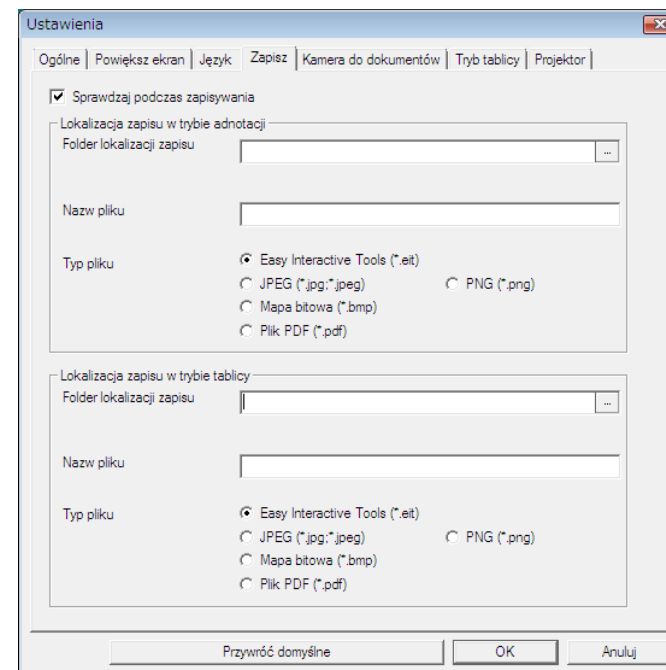 Ustawienia
Ogólne Powiększ ekran Język Zapisz Kamera do dokumentów Tryb tablicy Projektor
Sprawdzaj podczas zapisywania
Lokalizacja zapisu w trybie adnotacji
Folder lokalizacji zapisu ...
Nazw pliku
Typ pliku Easy Interactive Tools (*.eit)
JPEG (*.jpg;*.jpeg) PNG (*.png)
Mapa bitowa (*.bmp)
Plik PDF (*.pdf)
Lokalizacja zapisu w trybie tablicy
Folder lokalizacji zapisu ...
Nazw pliku
Typ pliku Easy Interactive Tools (*.eit)
JPEG (*.jpg;*.jpeg) PNG (*.png)
Mapa bitowa (*.bmp)
Plik PDF (*.pdf)
Przywróć domyślne OK Anuluj